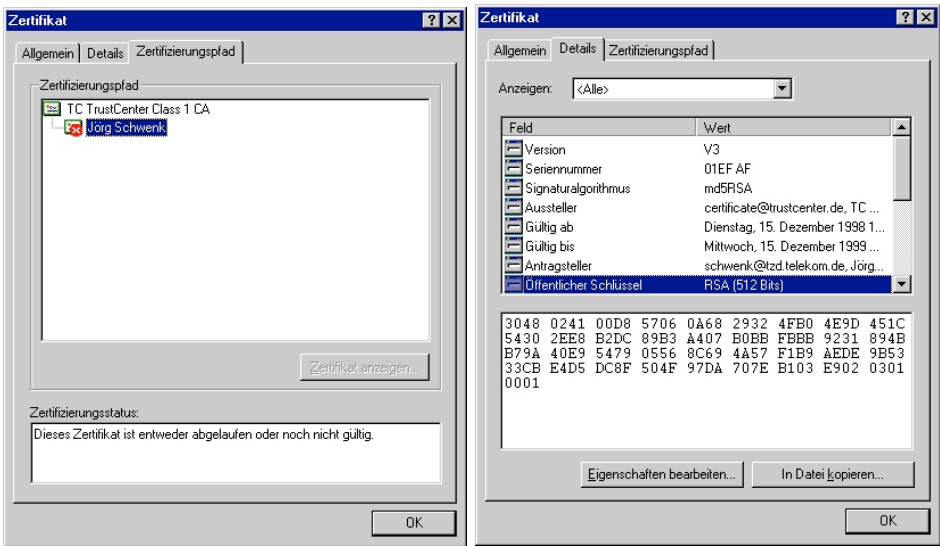 Zertifikat
Allgemein Details Zertifizierungspfad
Zertifizierungspfad
TC TrustCenter Class 1 CA
Jörg Schwenk
Zertifikat anzeigen...
Zertifizierungsstatus:
Dieses Zertifikat ist entweder abgelaufen oder noch nicht gültig.
OK
Zertifikat
Allgemein Details Zertifizierungspfad
Anzeigen: <Alle>
Feld Wert
Version V3
Seriennummer 01EF AF
Signaturalgorithmus md5RSA
Aussteller certificate@trustcenter.de, TC ...
Gültig ab Dienstag, 15. Dezember 1998 1...
Gültig bis Mittwoch, 15. Dezember 1999 ...
Antragsteller schwenk@tzd.telekom.de, Jörg...
Öffentlicher Schlüssel RSA (512 Bits)
3048 0241 00D8 5706 0A68 2932 4FB0 4E9D 451C
5430 2EE8 B2DC 89B3 A407 B0BB FBBB 9231 894B
B79A 40E9 5479 0556 8C69 4A57 F1B9 AEDE 9B53
33CB E4D5 DC8F 504F 97DA 707E B103 E902 0301
0001
Eigenschaften bearbeiten... In Datei kopieren...
OK